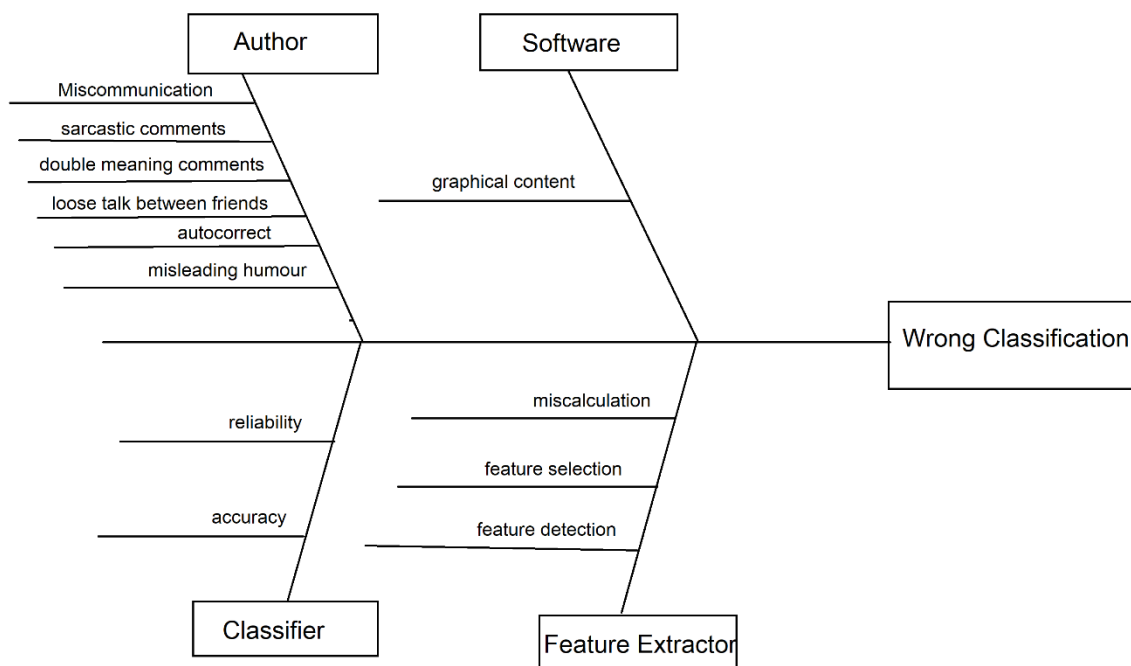 Author
Software
Miscommunication
sarcastic comments
double meaning comments
loose talk between friends
autocorrect
misleading humour
graphical content
Wrong Classification
reliability
accuracy
miscalculation
feature selection
feature detection
Classifier
Feature Extractor